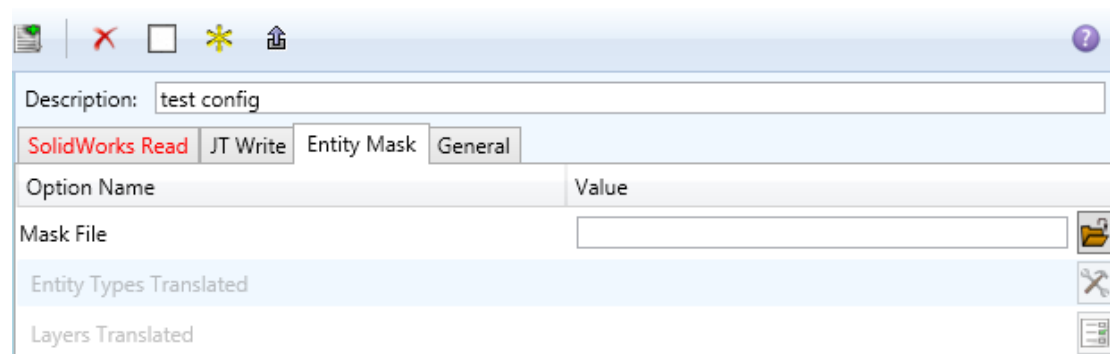 ?
Description: test config
SolidWorks Read JT Write Entity Mask General
Option Name Value
Mask File
Entity Types Translated
Layers Translated